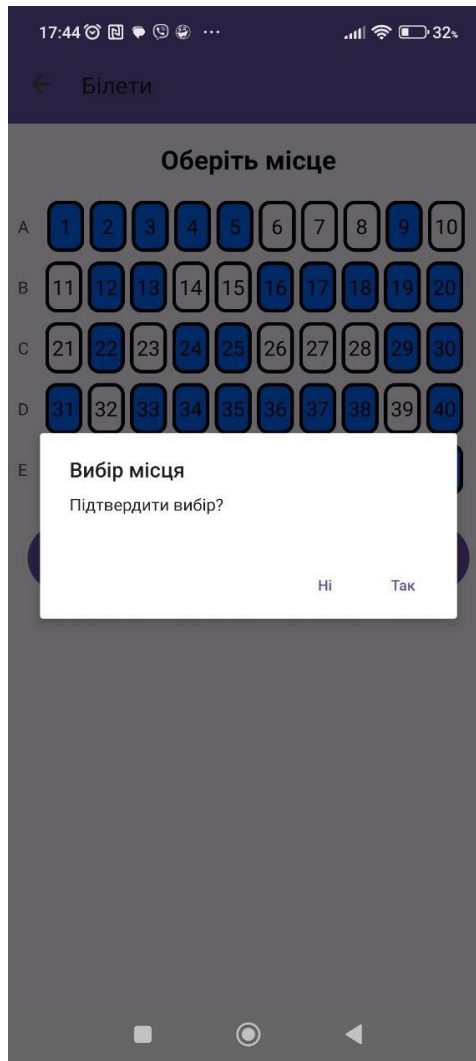 17:44 ... 32%
Білети
Оберіть місце
A 1 2 3 4 5 6 7 8 9 10
B 11 12 13 14 15 16 17 18 19 20
C 21 22 23 24 25 26 27 28 29 30
D 31 32 33 34 35 36 37 38 39 40
E
Вибір місця
Підтвердити вибір?
Ні Так